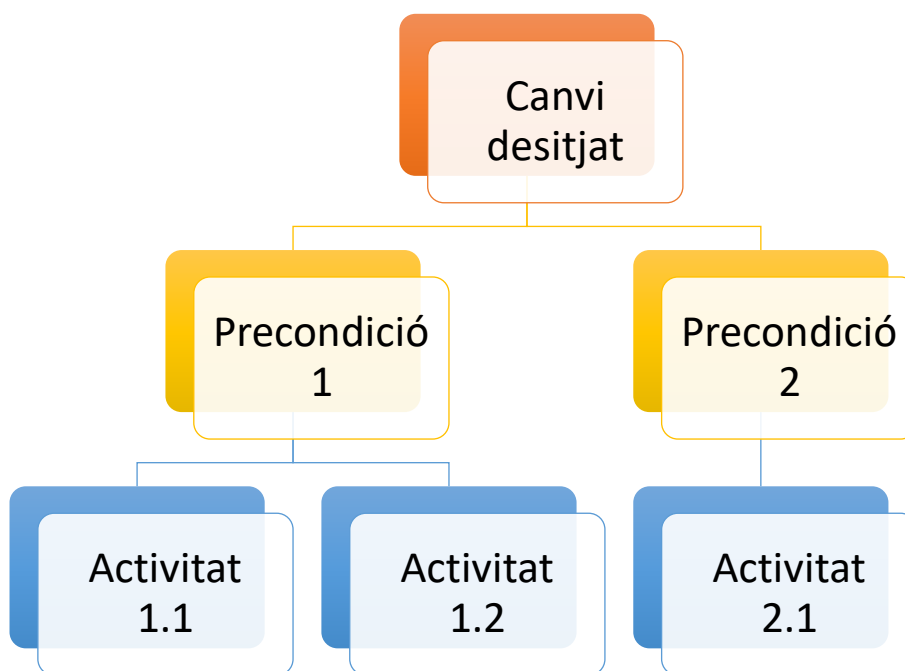 Canvi
desitjat
Precondició
1
Precondició
2
Activitat
1.1
Activitat
1.2
Activitat
2.1